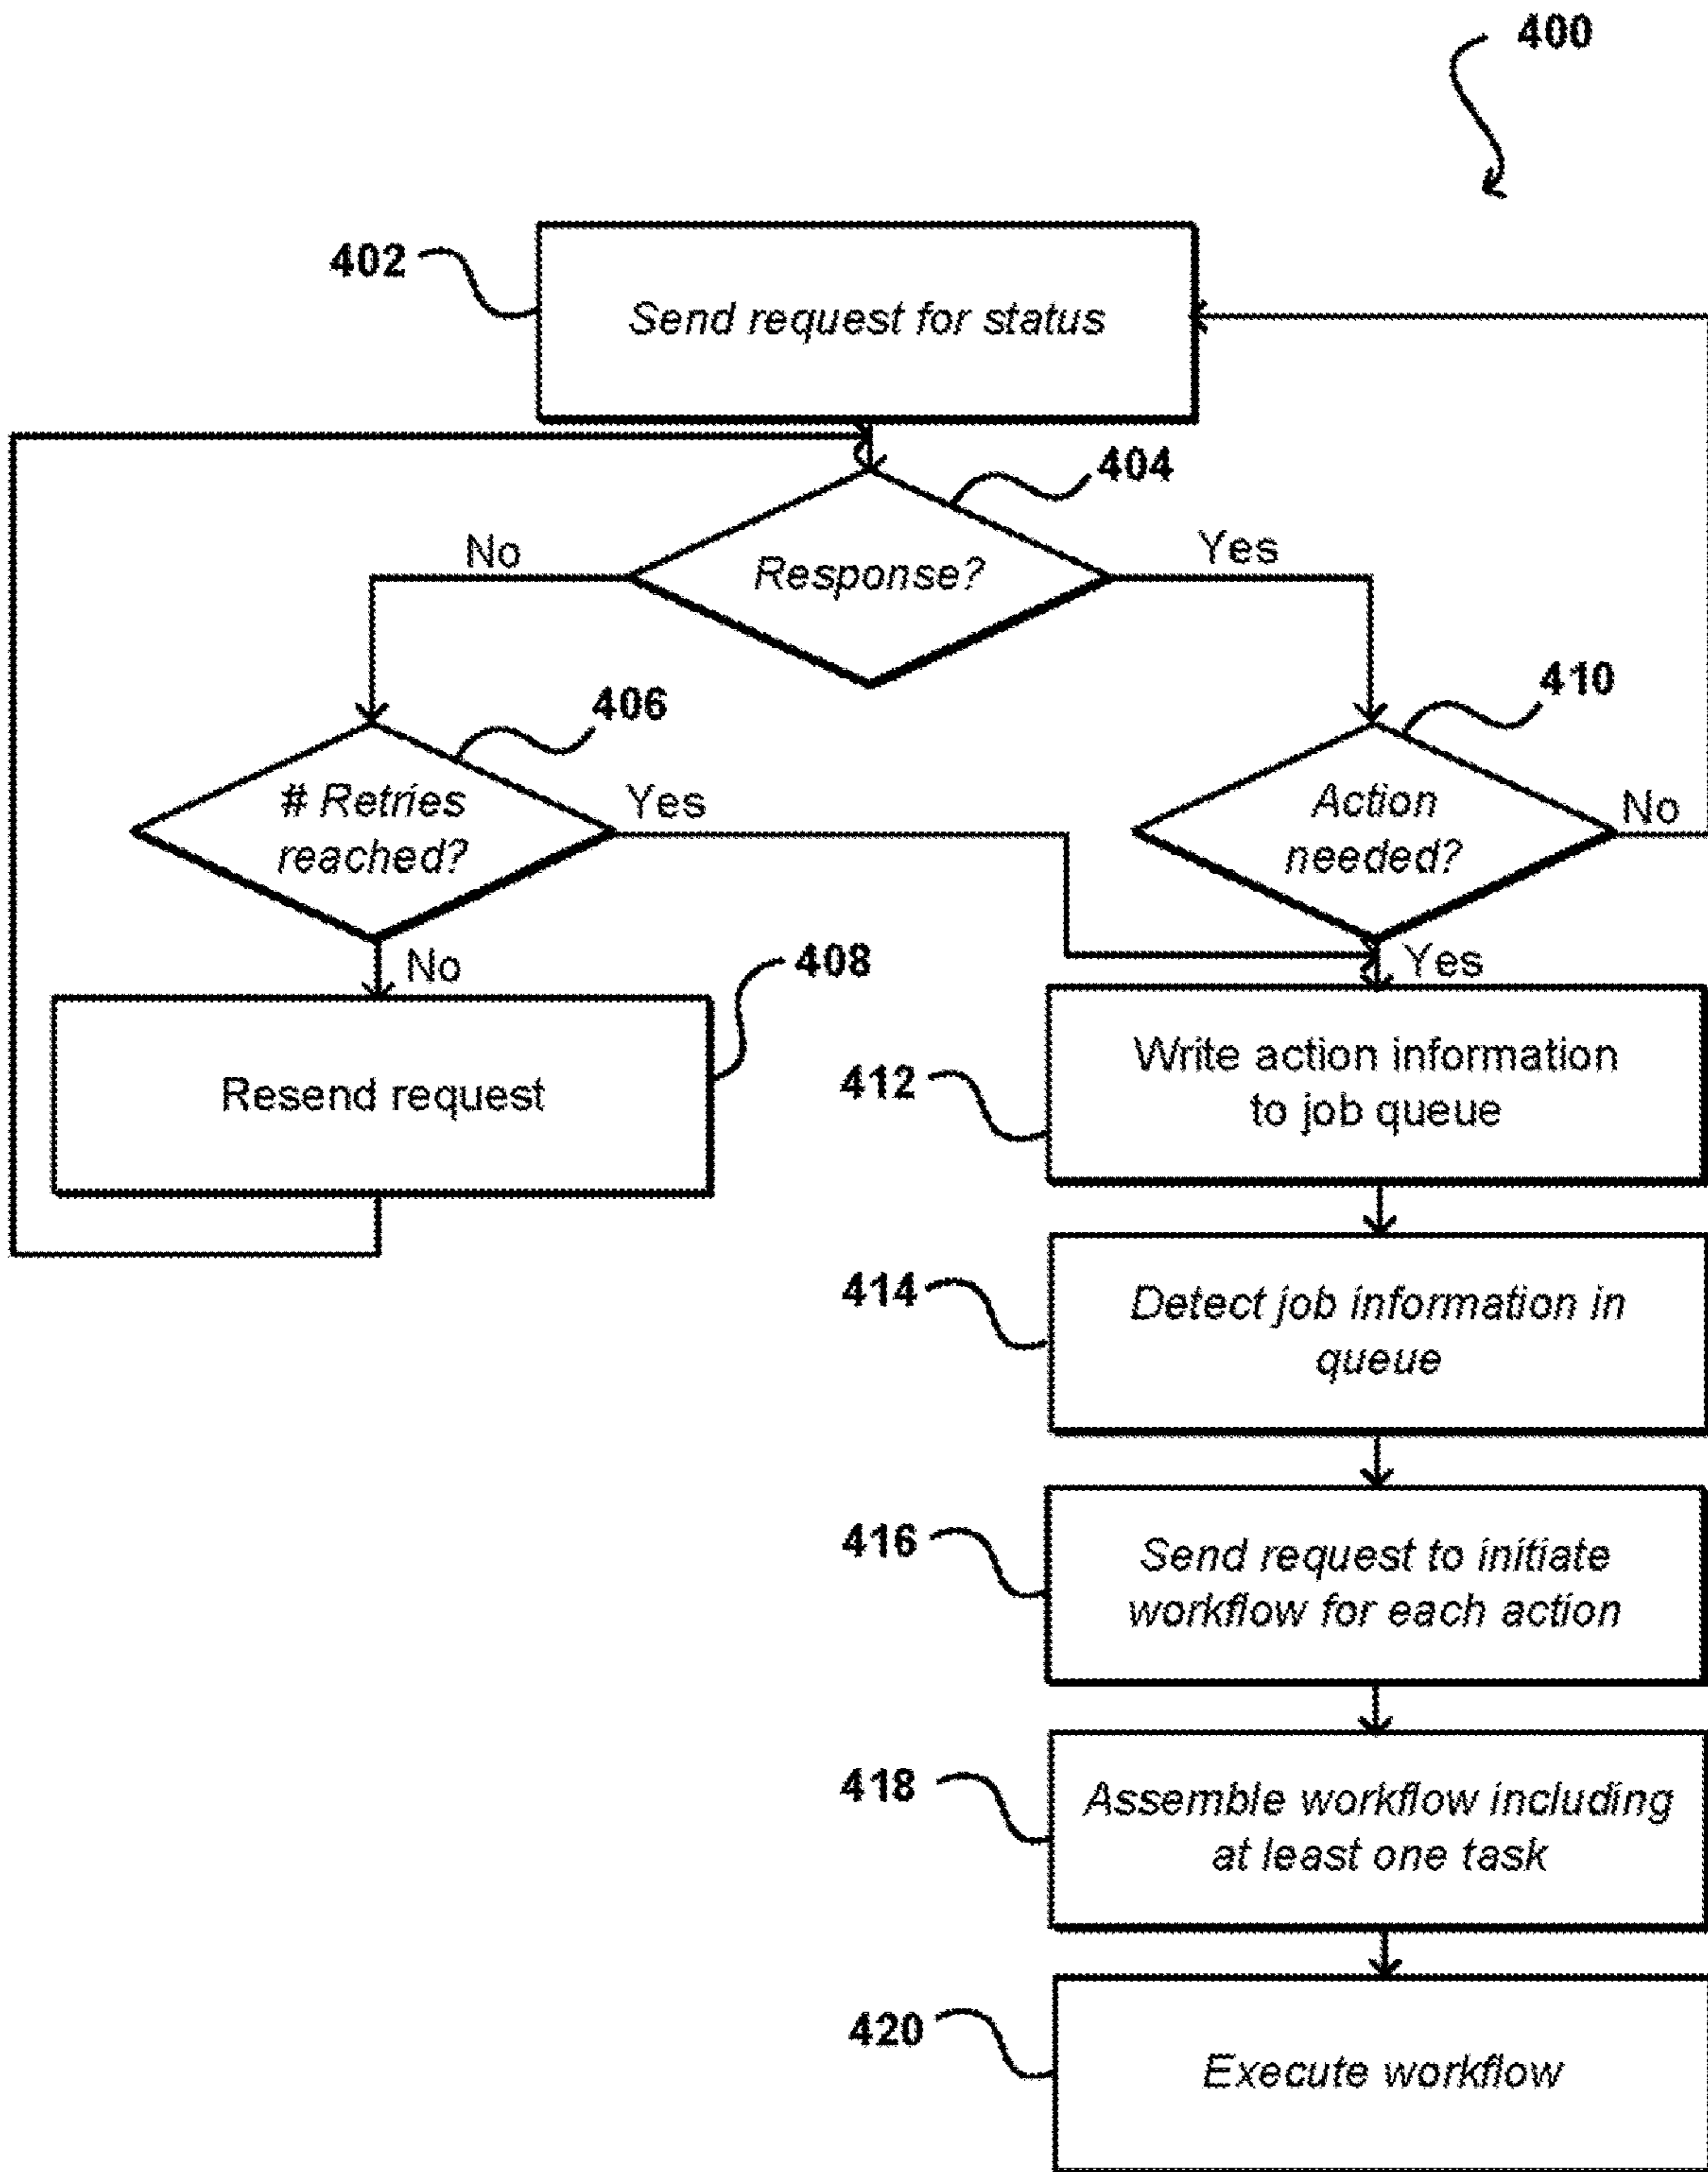 400
402
Send request for status
404
No
Response?
Yes
406
410
# Retries
reached?
Yes
Action
needed?
No
No
408
Yes
Resend request
412
Write action information
to job queue
414
Detect job information in
queue
416
Send request to initiate
workflow for each action
418
Assemble workflow including
at least one task
420
Execute workflow